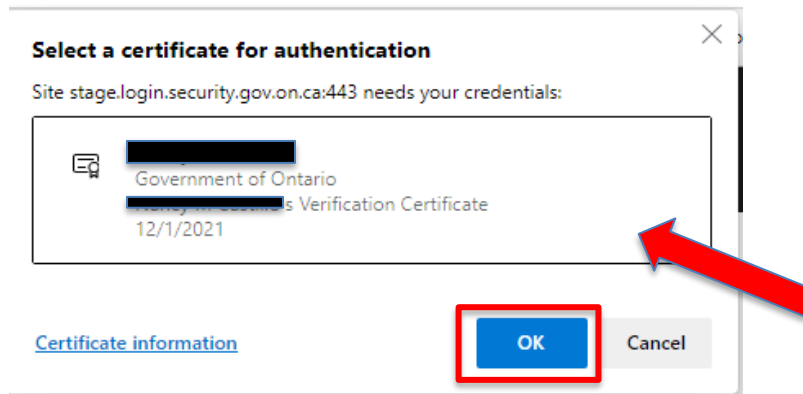 Select a certificate for authentication
Site stage.login.security.gov.on.ca:443 needs your credentials:
Government of Ontario
s Verification Certificate
12/1/2021
Certificate information
OK
Cancel